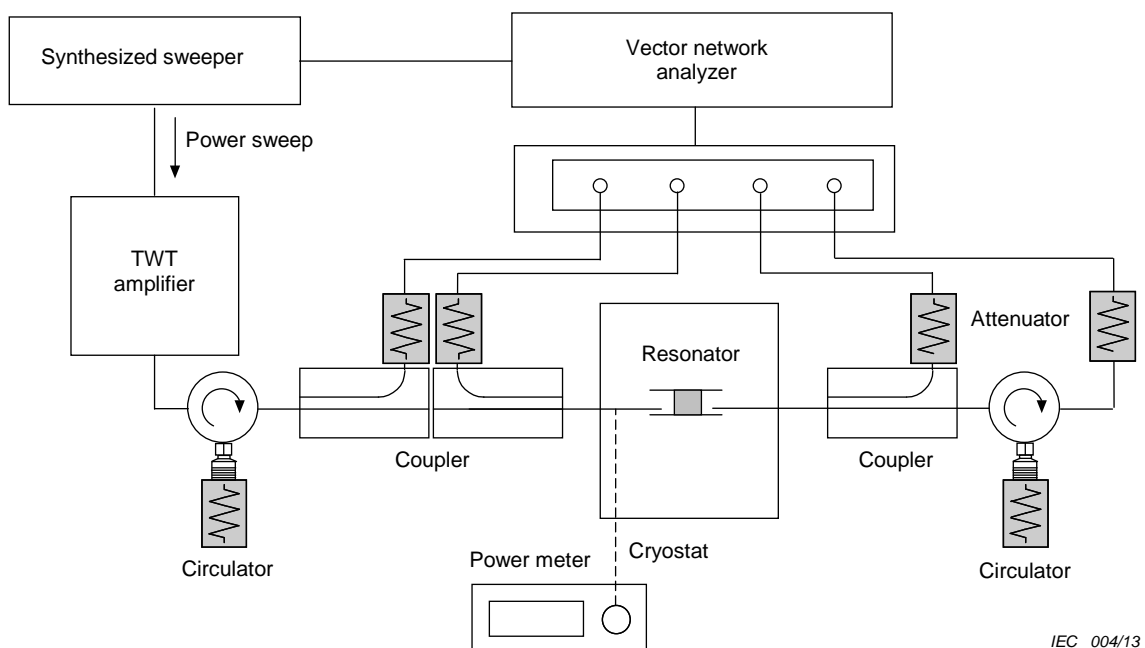 Synthesized sweeper
Vector network
analyzer
Power sweep
TWT
amplifier
Attenuator
Resonator
Coupler
Coupler
Circulator
Cryostat
Circulator
Power meter
IEC 004/13